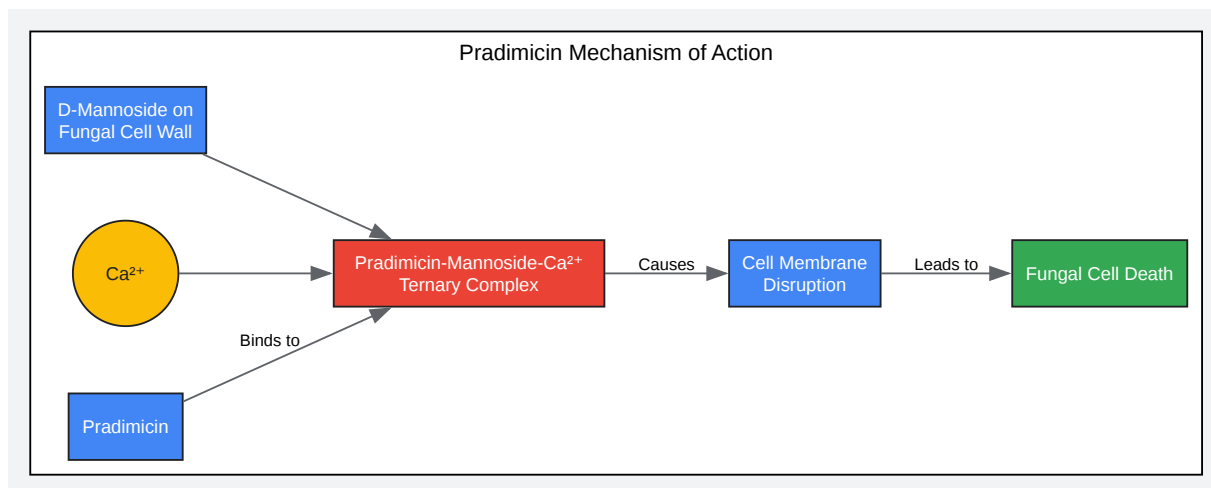 Pradimicin Mechanism of Action
D-Mannoside on
Fungal Cell Wall
Ca²⁺
Pradimicin-Mannoside-Ca²⁺
Ternary Complex
Causes
Cell Membrane
Disruption
Leads to
Fungal Cell Death
Binds to
Pradimicin